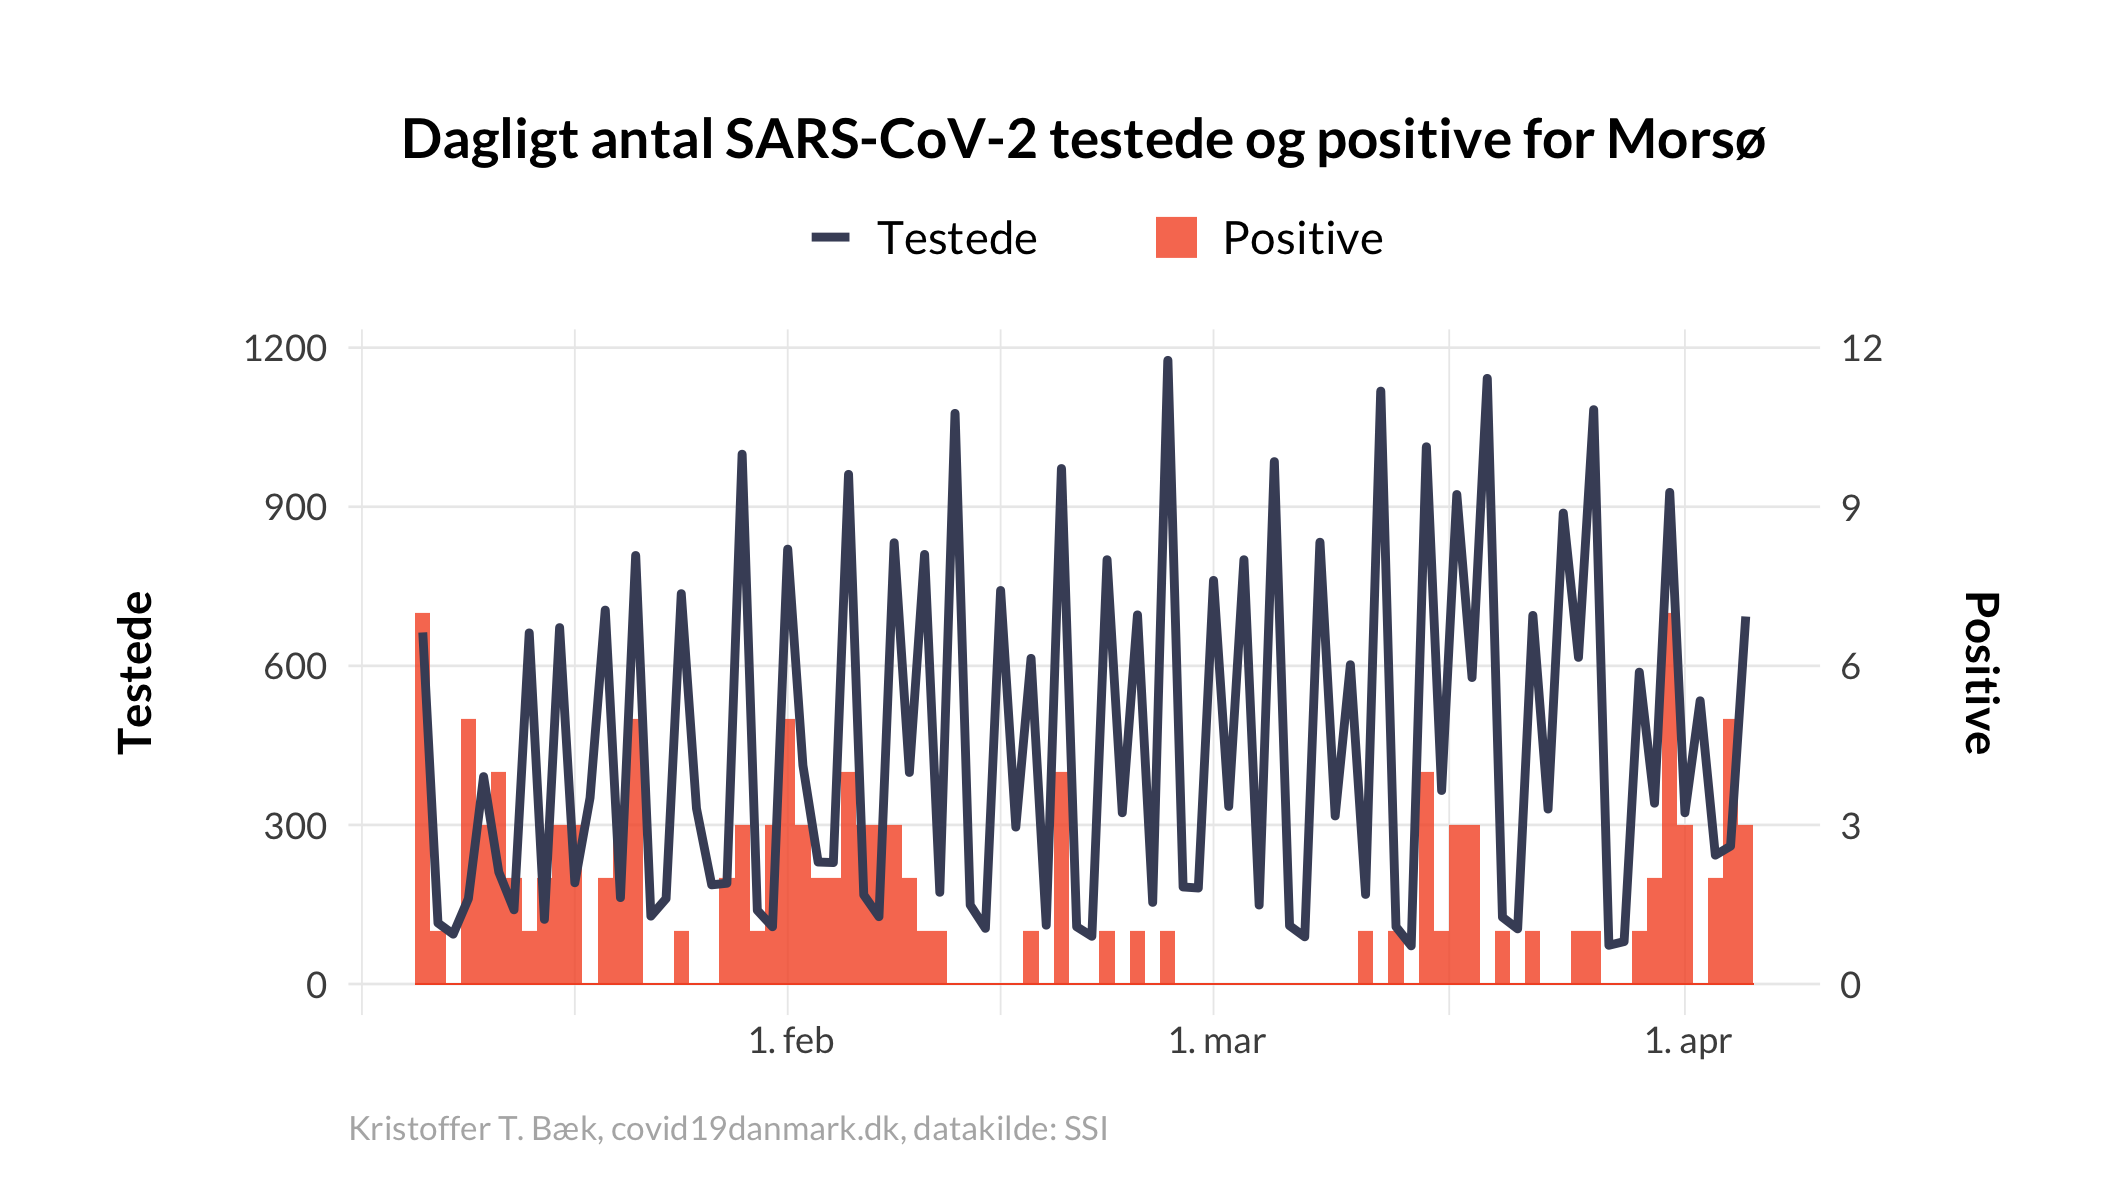 Dagligt antal SARS-CoV-2 testede og positive for Morsø
Testede Positive
1200 12
900 9
600 6
300 3
0 0
Testede
Positive
1. feb 1. mar 1. apr
Kristoffer T. Bæk, covid19danmark.dk, datakilde: SSI